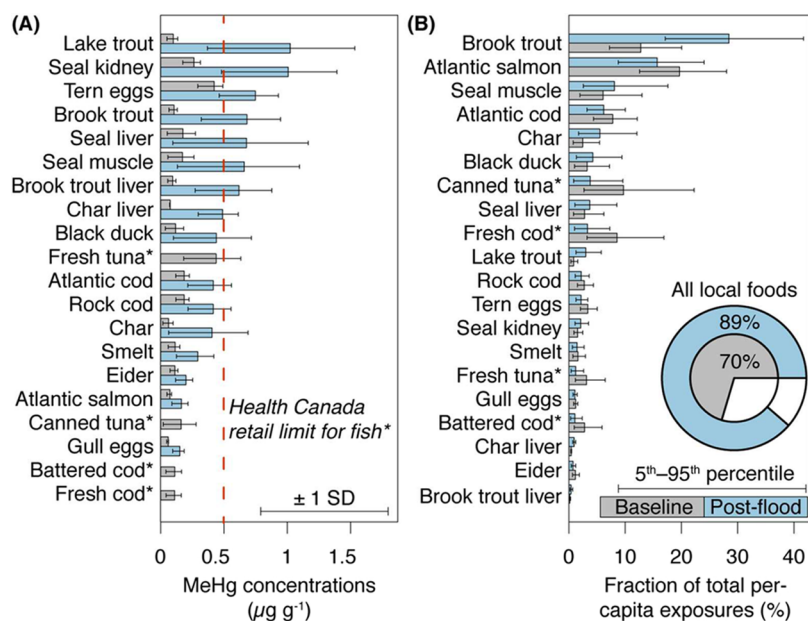 (A)
Lake trout
Seal kidney
Tern eggs
Brook trout
Seal liver
Seal muscle
Brook trout liver
Char liver
Black duck
Fresh tuna*
Atlantic cod
Rock cod
Char
Smelt
Eider
Atlantic salmon
Canned tuna*
Gull eggs
Battered cod*
Fresh cod*
Health Canada
retail limit for fish*
± 1 SD
0 0.5 1 1.5
MeHg concentrations
(µg g⁻¹)
(B)
Brook trout
Atlantic salmon
Seal muscle
Atlantic cod
Char
Black duck
Canned tuna*
Seal liver
Fresh cod*
Lake trout
Rock cod
Tern eggs
Seal kidney
Smelt
Fresh tuna*
Gull eggs
Battered cod*
Char liver
Eider
Brook trout liver
All local foods
89%
70%
5th–95th percentile
Baseline Post-flood
0 10 20 30 40
Fraction of total per-
capita exposures (%)